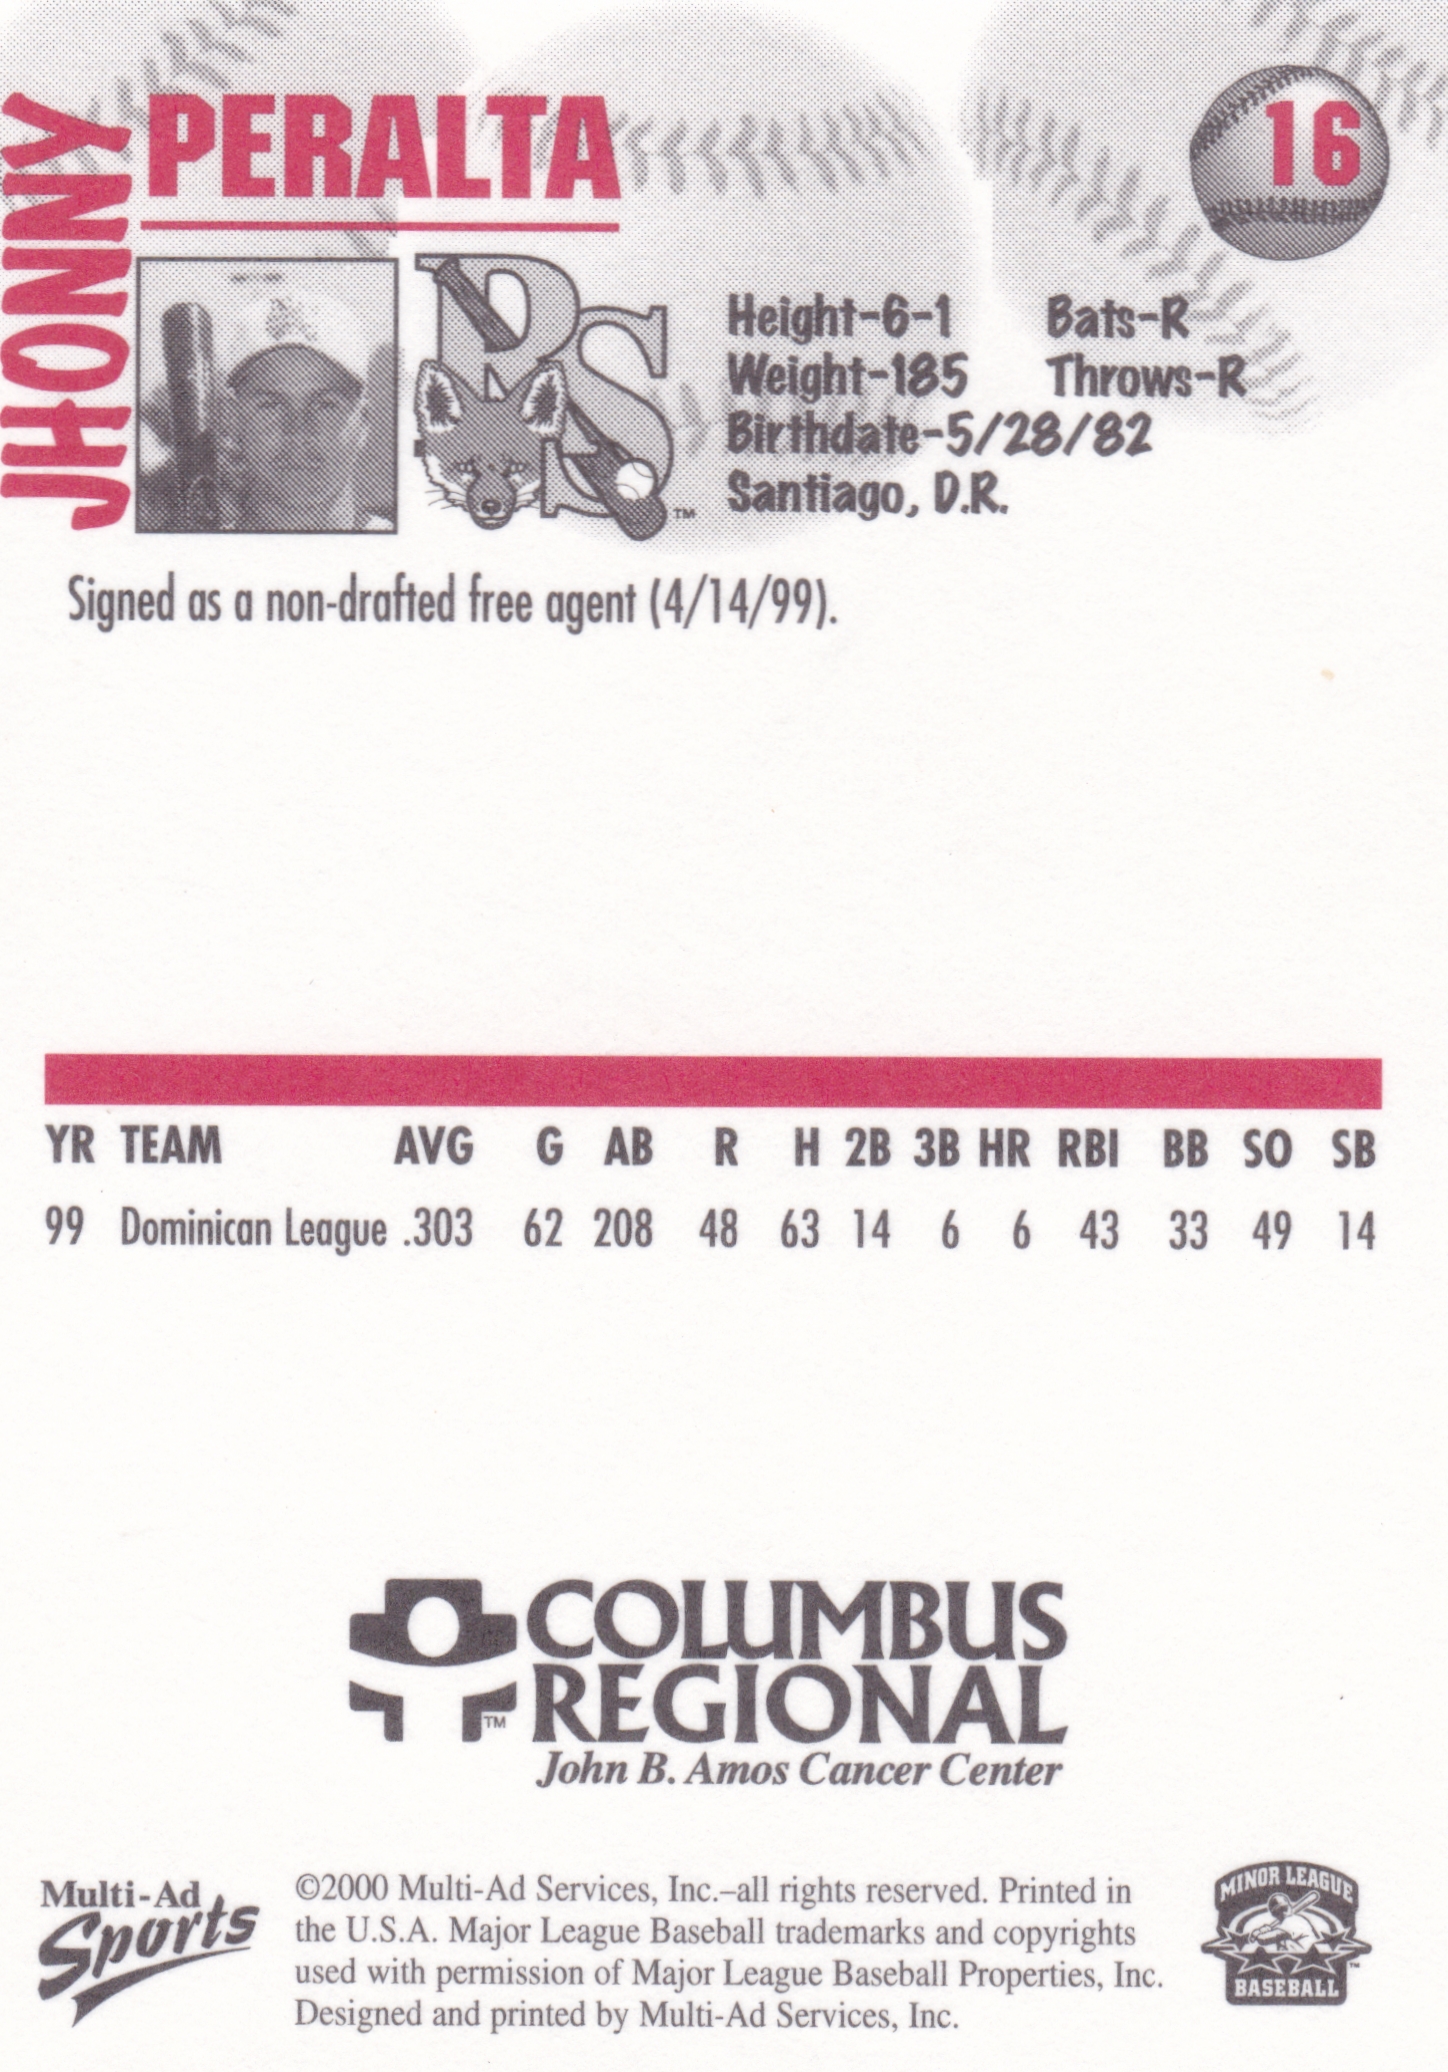 JHONNY
PERALTA
16
RS
TM
Height-6-1 Bats-R
Weight-185 Throws-R
Birthdate-5/28/82
Santiago, D.R.
Signed as a non-drafted free agent (4/14/99).
YR TEAM AVG G AB R H 2B 3B HR RBI BB SO SB
99 Dominican League .303 62 208 48 63 14 6 6 43 33 49 14
COLUMBUS
REGIONAL
TM
John B. Amos Cancer Center
Multi-Ad
Sports
©2000 Multi-Ad Services, Inc.–all rights reserved. Printed in
the U.S.A. Major League Baseball trademarks and copyrights
used with permission of Major League Baseball Properties, Inc.
Designed and printed by Multi-Ad Services, Inc.
MINOR LEAGUE
BASEBALL
TM